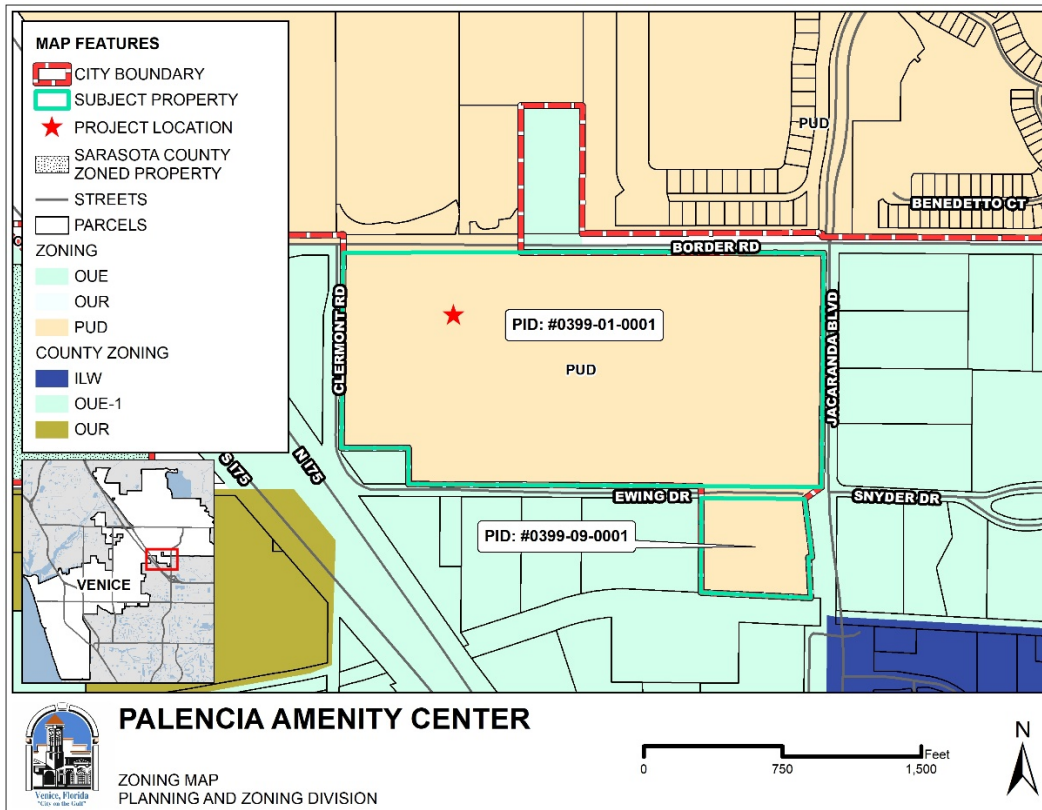 MAP FEATURES
CITY BOUNDARY
SUBJECT PROPERTY
PROJECT LOCATION
SARASOTA COUNTY
ZONED PROPERTY
STREETS
PARCELS
ZONING
OUE
OUR
PUD
COUNTY ZONING
ILW
OUE-1
OUR
VENICE
PUD
BENEDETTO CT
BORDER RD
CLERMONT RD
PID: #0399-01-0001
PUD
JACARANDA BLVD
S I75
N I75
EWING DR
SNYDER DR
PID: #0399-09-0001
PALENCIA AMENITY CENTER
ZONING MAP
PLANNING AND ZONING DIVISION
Venice, Florida
"City on the Gulf"
Feet
0 750 1,500
N